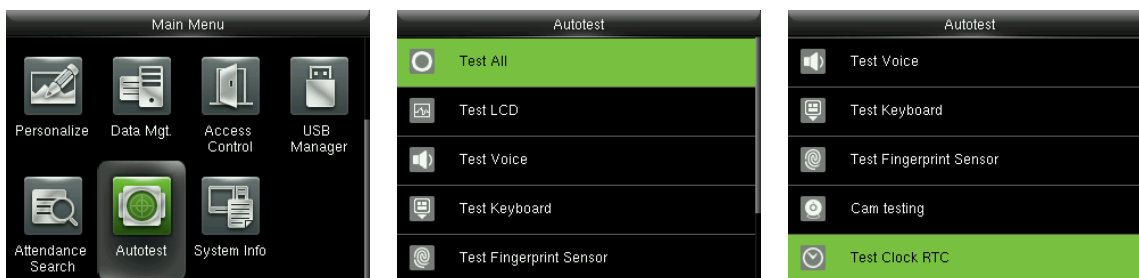 Main Menu
Personalize
Data Mgt.
Access
Control
USB
Manager
Attendance
Search
Autotest
System Info
Autotest
Test All
Test LCD
Test Voice
Test Keyboard
Test Fingerprint Sensor
Autotest
Test Voice
Test Keyboard
Test Fingerprint Sensor
Cam testing
Test Clock RTC